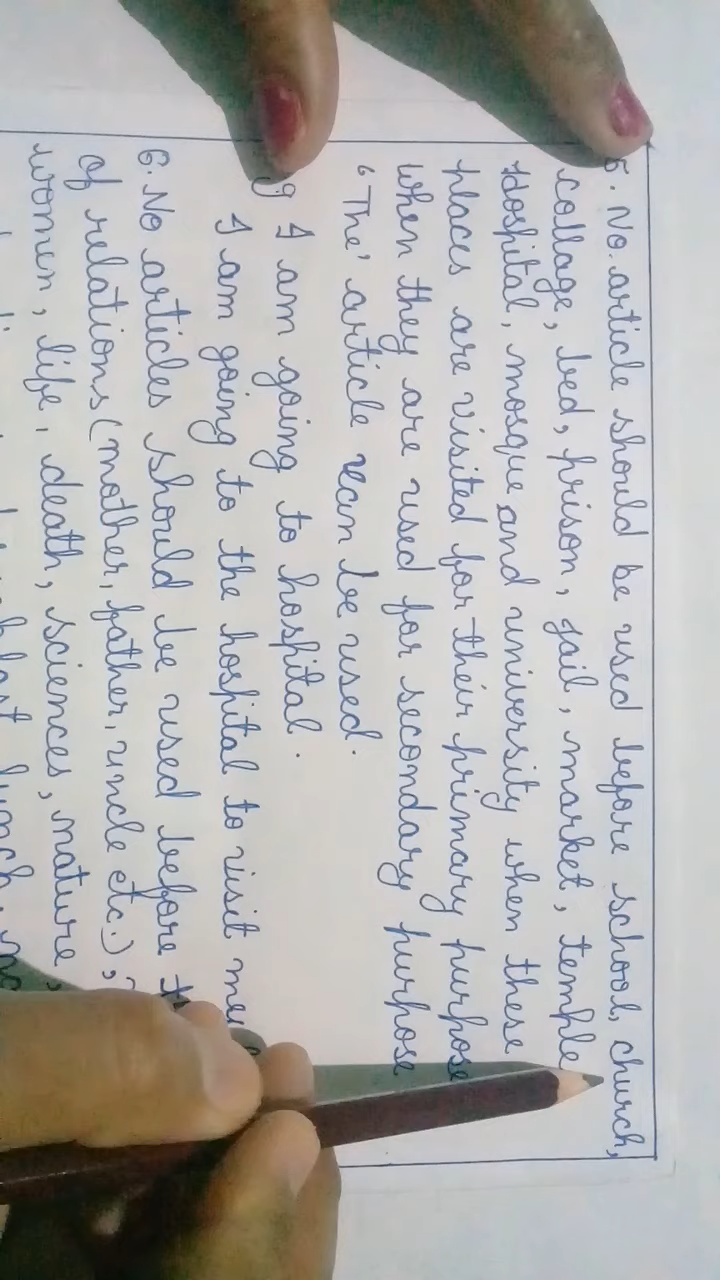 5. No. article should be used before school, church,
collage, bed, prison, jail, market, temple
Hospital, mosque and university when these
places are visited for their primary purpose
when they are used for secondary purpose
'The' article can be used.
I am going to hospital.
I am going to the hospital to visit
6. No articles should be used before
of relations (mother, father, uncle etc.),
women, life, death, sciences, nature,
lunch,